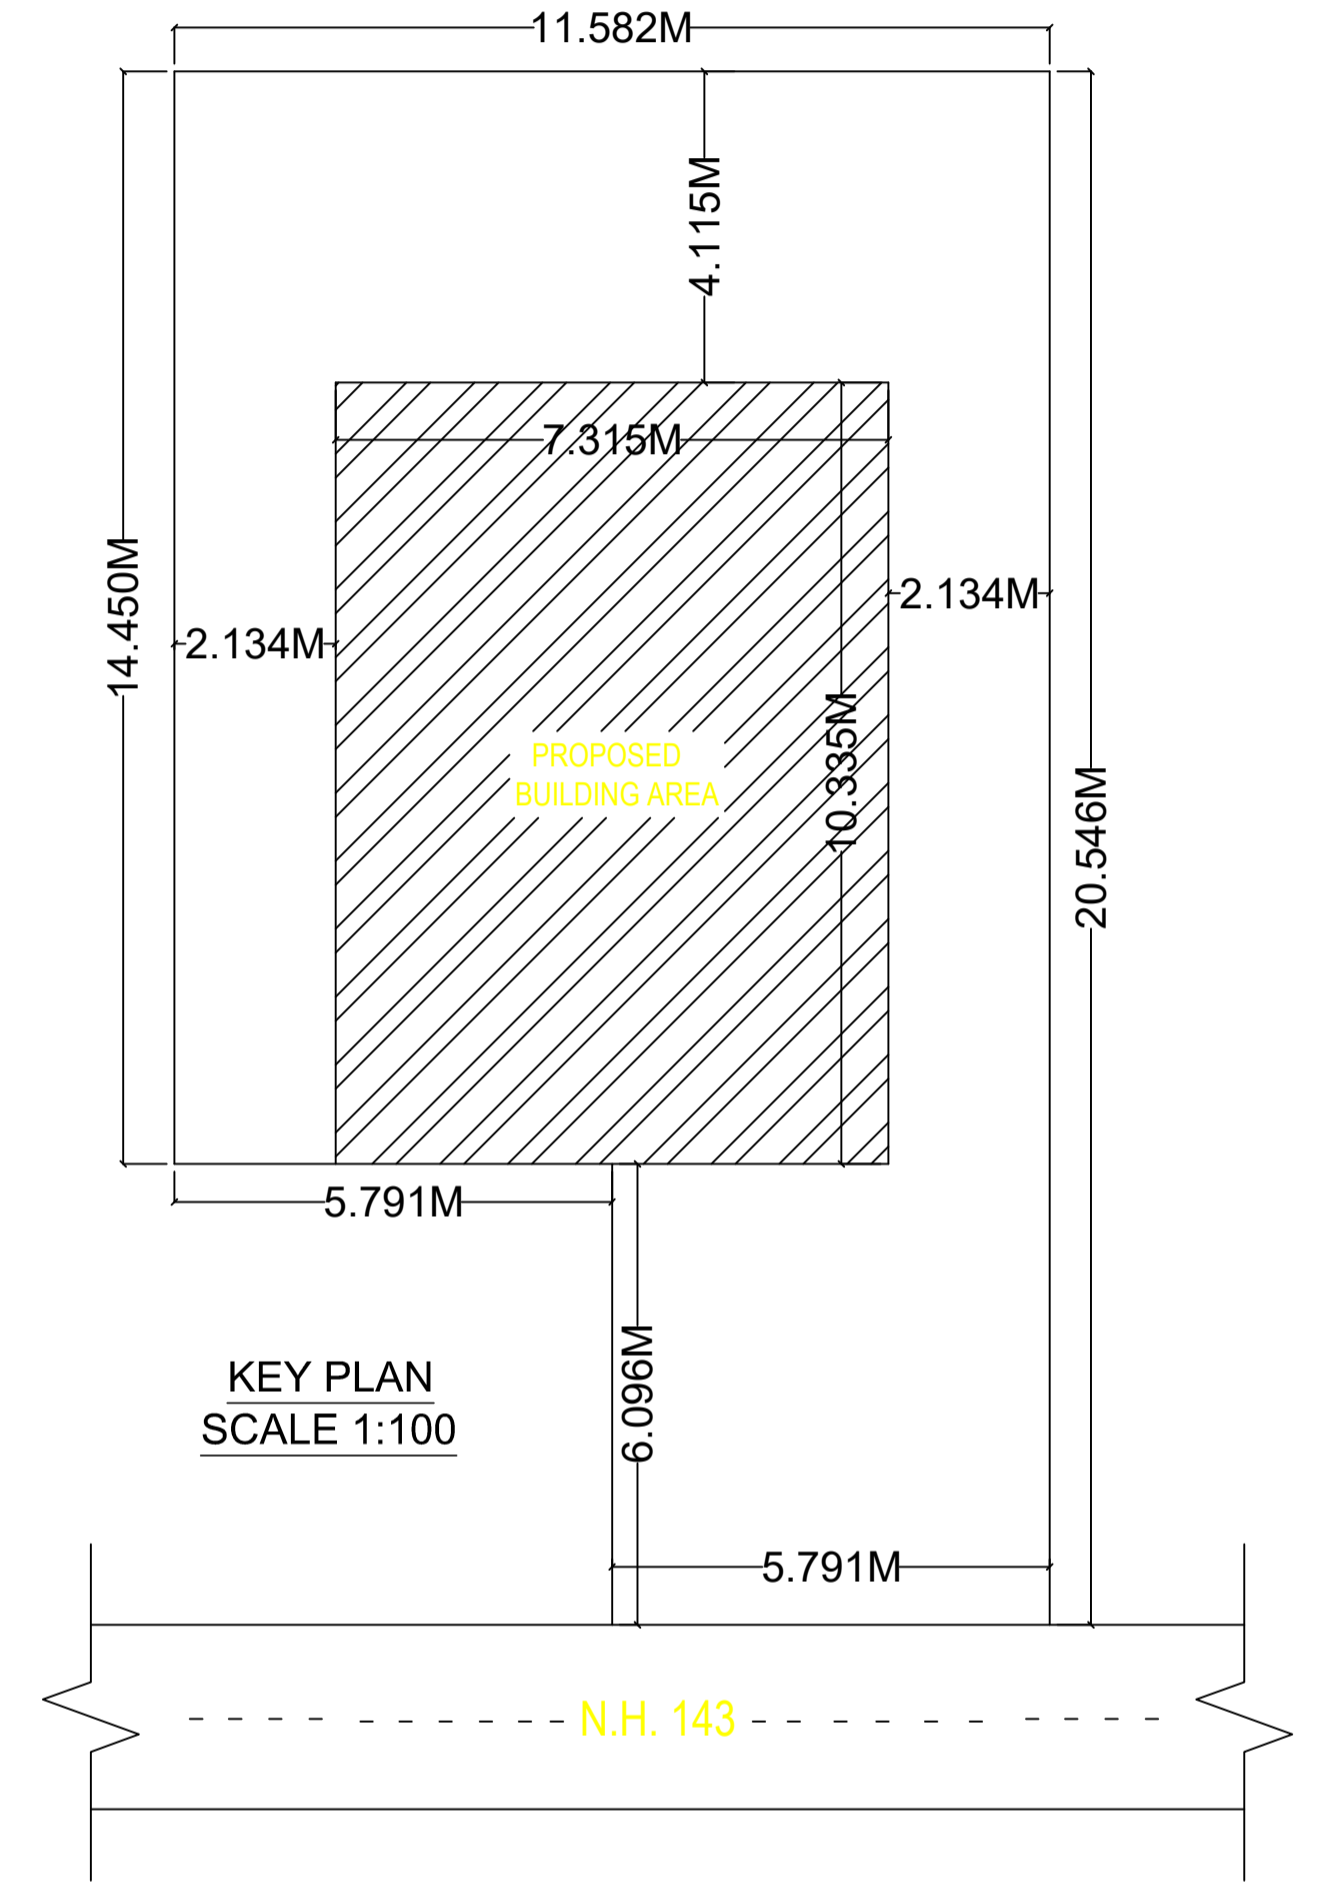 11.582M
4.115M
7.315M
14.450M
2.134M
2.134M
10.335M
PROPOSED
BUILDING AREA
20.546M
5.791M
6.096M
KEY PLAN
SCALE 1:100
5.791M
N.H. 143